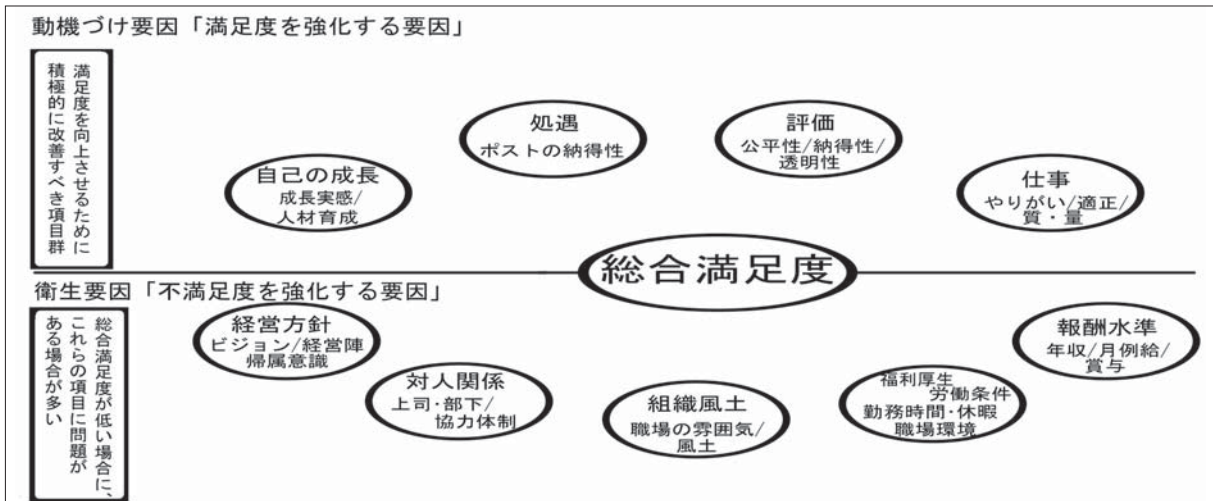 動機づけ要因「満足度を強化する要因」
満足度を向上させるために
積極的に改善すべき項目群
自己の成長
成長実感/
人材育成
処遇
ポストの納得性
評価
公平性/納得性/
透明性
仕事
やりがい/適正/
質・量
総合満足度
衛生要因「不満足度を強化する要因」
総合満足度が低い場合に、
これらの項目に問題が
ある場合が多い
経営方針
ビジョン/経営陣
帰属意識
対人関係
上司・部下/
協力体制
組織風土
職場の雰囲気/
風土
福利厚生
労働条件
勤務時間・休暇
職場環境
報酬水準
年収/月例給/
賞与